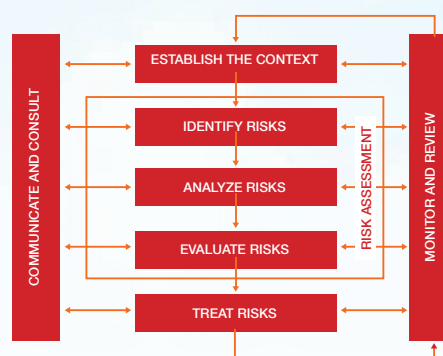 COMMUNICATE AND CONSULT
ESTABLISH THE CONTEXT
IDENTIFY RISKS
ANALYZE RISKS
EVALUATE RISKS
TREAT RISKS
RISK ASSESSMENT
MONITOR AND REVIEW